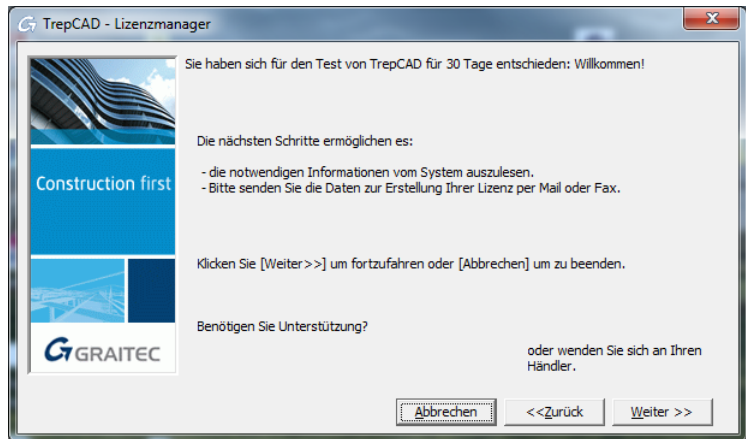 TrepCAD - Lizenzmanager
Sie haben sich für den Test von TrepCAD für 30 Tage entschieden: Willkommen!
Die nächsten Schritte ermöglichen es:
- die notwendigen Informationen vom System auszulesen.
- Bitte senden Sie die Daten zur Erstellung Ihrer Lizenz per Mail oder Fax.
Construction first
Klicken Sie [Weiter>>] um fortzufahren oder [Abbrechen] um zu beenden.
Benötigen Sie Unterstützung?
GRAITEC
oder wenden Sie sich an Ihren
Händler.
Abbrechen
<<Zurück
Weiter >>